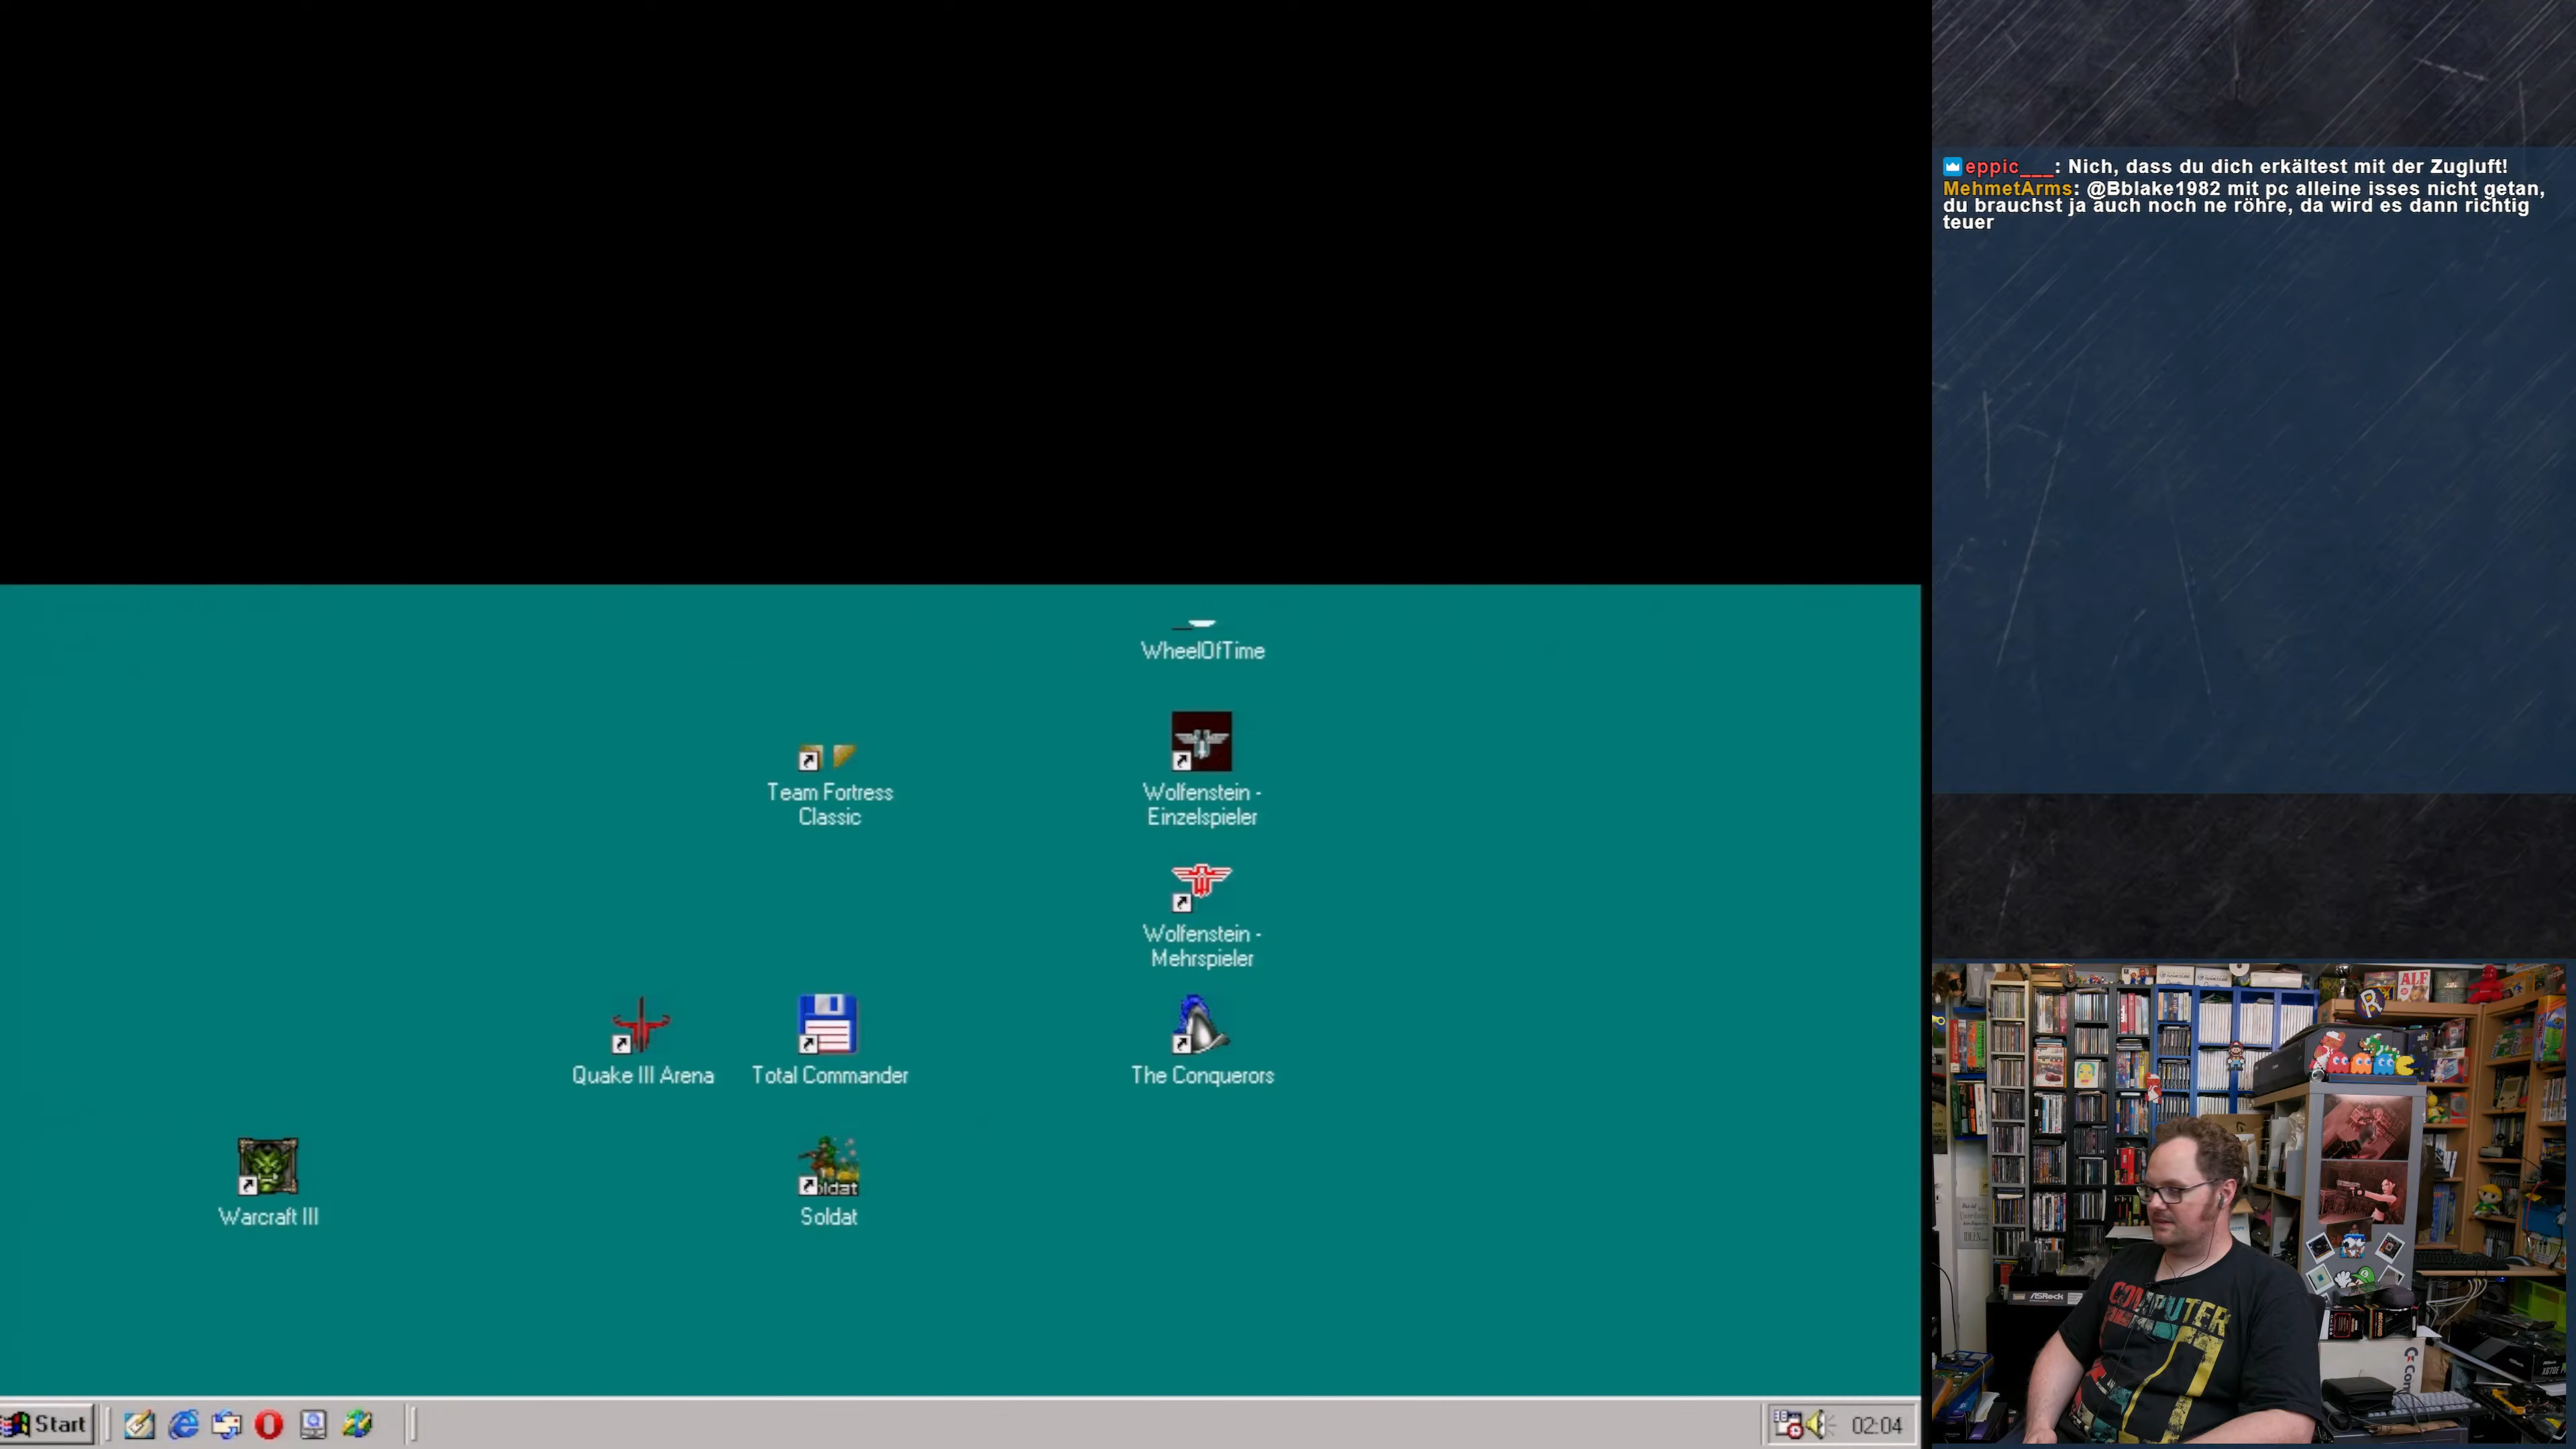 eppic___: Nich, dass du dich erkältest mit der Zugluft!
MehmetArms: @Bblake1982 mit pc alleine isses nicht getan,
du brauchst ja auch noch ne röhre, da wird es dann richtig
teuer
WheelOfTime
Team Fortress
Classic
Wolfenstein -
Einzelspieler
Wolfenstein -
Mehrspieler
Quake III Arena
Total Commander
The Conquerors
Warcraft III
Soldat
Start
02:04
ALF
R
ASRock
COMPUTER